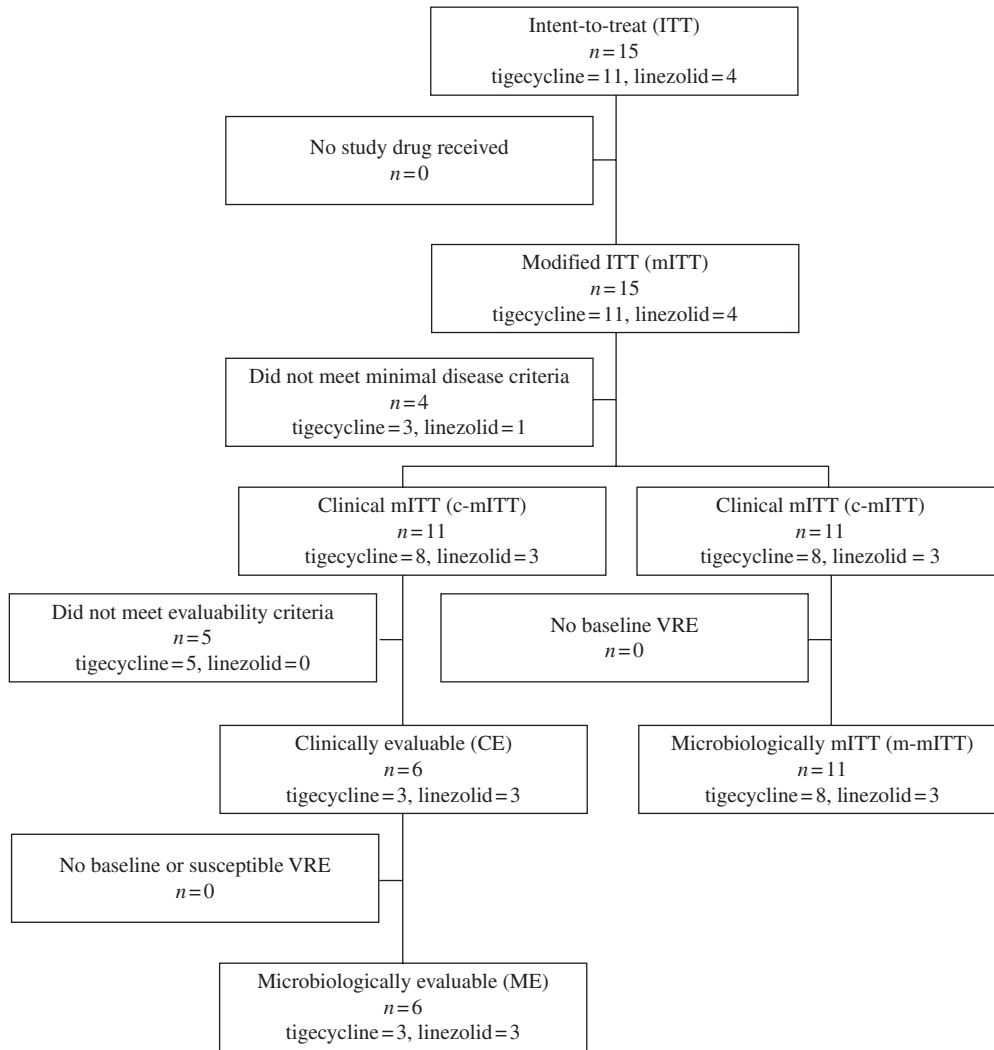 Intent-to-treat (ITT)
n=15
tigecycline=11, linezolid=4
No study drug received
n=0
Modified ITT (mITT)
n=15
tigecycline=11, linezolid=4
Did not meet minimal disease criteria
n=4
tigecycline=3, linezolid=1
Clinical mITT (c-mITT)
n=11
tigecycline=8, linezolid=3
Clinical mITT (c-mITT)
n=11
tigecycline=8, linezolid = 3
Did not meet evaluability criteria
n=5
tigecycline=5, linezolid=0
No baseline VRE
n=0
Clinically evaluable (CE)
n=6
tigecycline=3, linezolid=3
Microbiologically mITT (m-mITT)
n=11
tigecycline=8, linezolid=3
No baseline or susceptible VRE
n=0
Microbiologically evaluable (ME)
n=6
tigecycline=3, linezolid=3